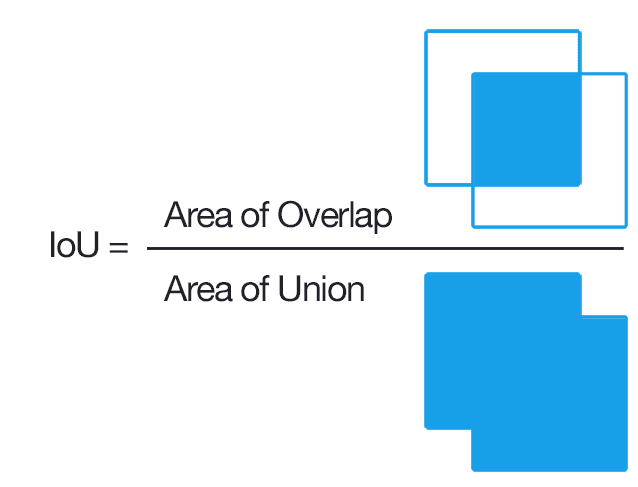 Area of Overlap
IoU =
Area of Union